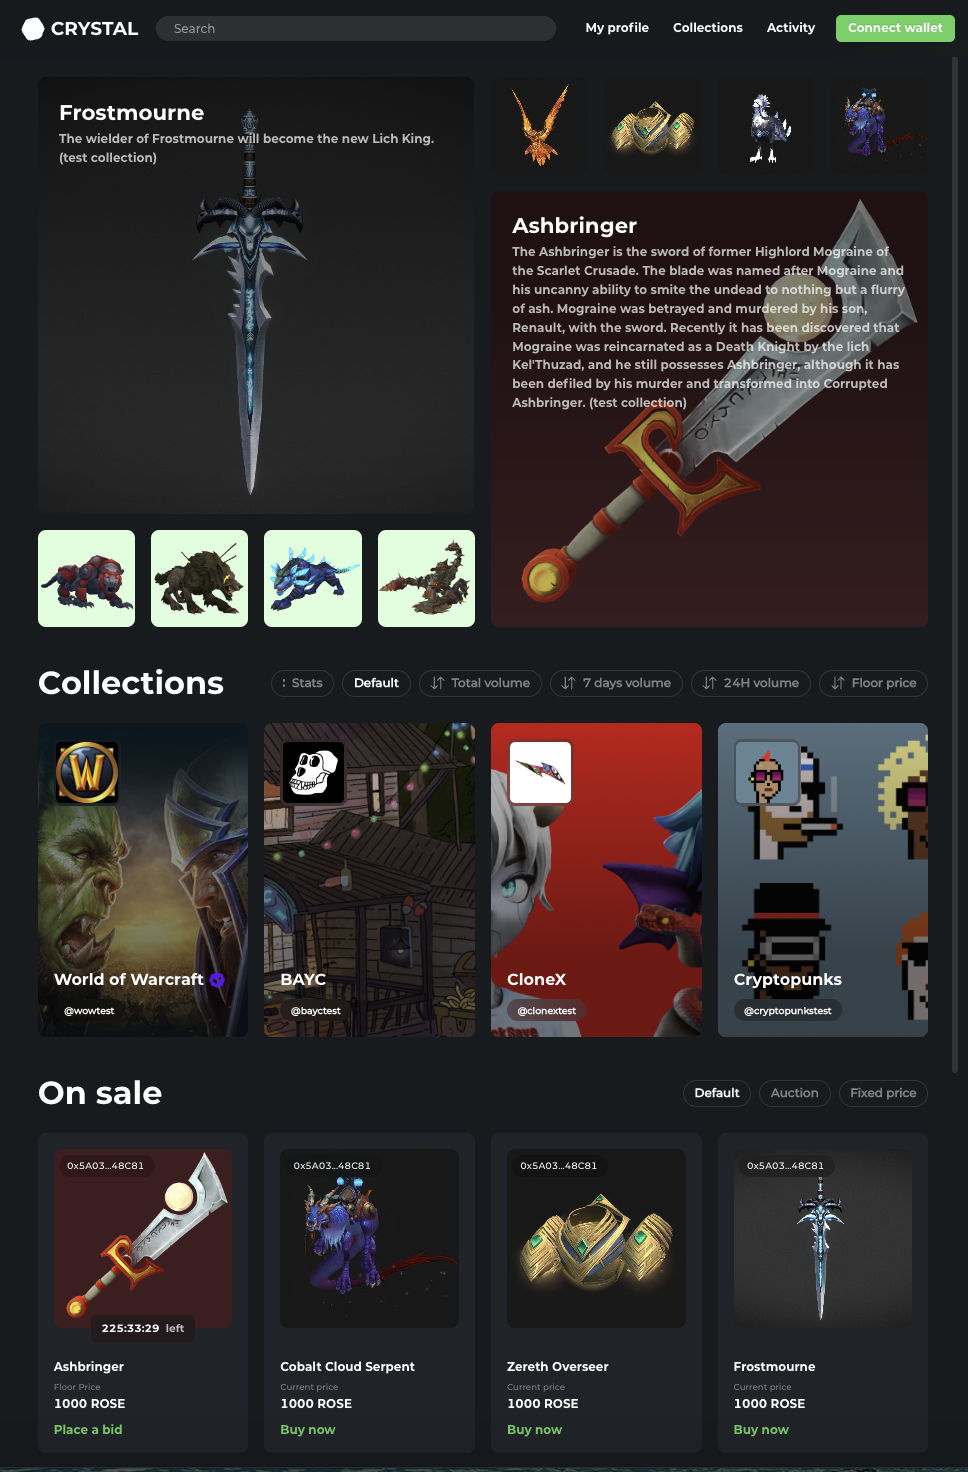 CRYSTAL
Search
My profile
Collections
Activity
Connect wallet
Frostmourne
The wielder of Frostmourne will become the new Lich King.
(test collection)
Ashbringer
The Ashbringer is the sword of former Highlord Mograine of
the Scarlet Crusade. The blade was named after Mograine and
his uncanny ability to smite the undead to nothing but a flurry
of ash. Mograine was betrayed and murdered by his son,
Renault, with the sword. Recently it has been discovered that
Mograine was reincarnated as a Death Knight by the lich
Kel'Thuzad, and he still possesses Ashbringer, although it has
been defiled by his murder and transformed into Corrupted
Ashbringer. (test collection)
Collections
: Stats
Default
Total volume
7 days volume
24H volume
Floor price
W
World of Warcraft
@wowtest
BAYC
@bayctest
CloneX
@clonextest
Cryptopunks
@cryptopunkstest
On sale
Default
Auction
Fixed price
0x5A03...48C81
225:33:29 left
Ashbringer
Floor Price
1000 ROSE
Place a bid
0x5A03...48C81
Cobalt Cloud Serpent
Current price
1000 ROSE
Buy now
0x5A03...48C81
Zereth Overseer
Current price
1000 ROSE
Buy now
0x5A03...48C81
Frostmourne
Current price
1000 ROSE
Buy now